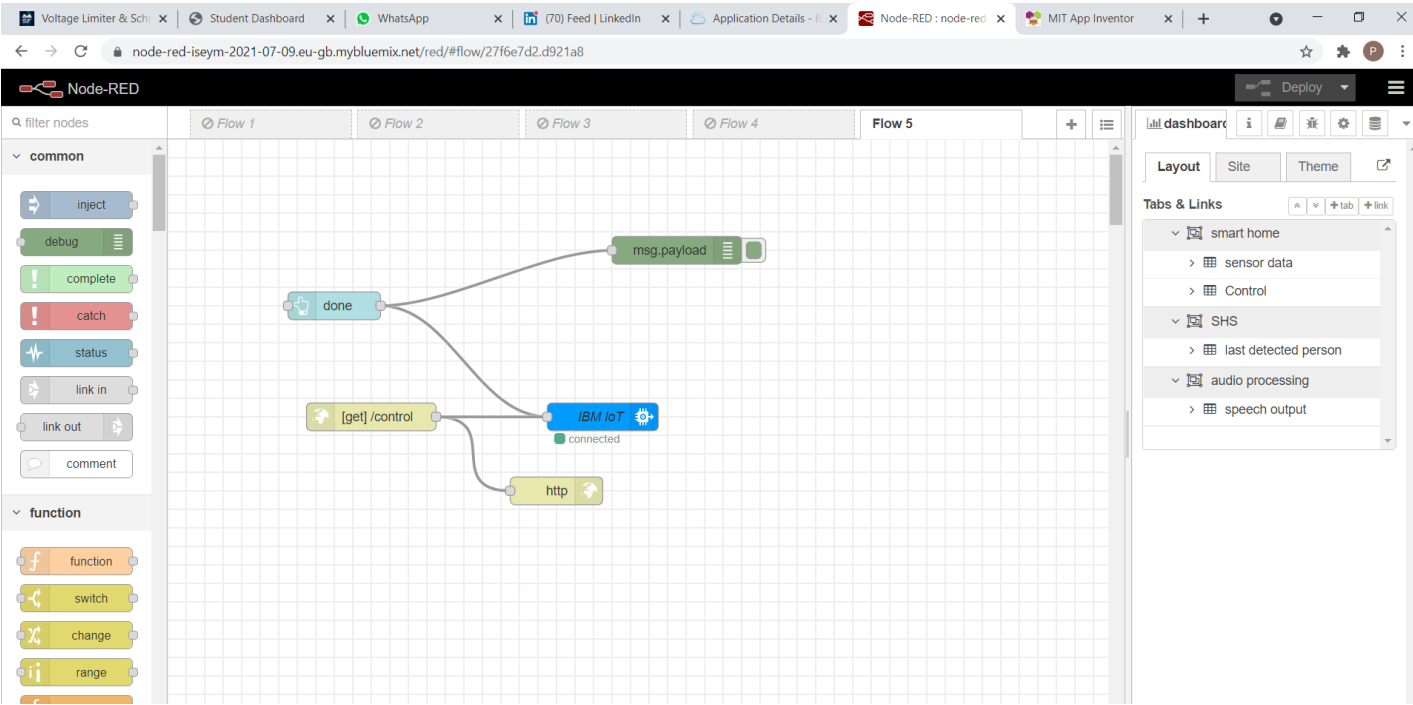 Voltage Limiter & Sch Student Dashboard WhatsApp (70) Feed | LinkedIn Application Details - I Node-RED : node-red MIT App Inventor
node-red-iseym-2021-07-09.eu-gb.mybluemix.net/red/#flow/27f6e7d2.d921a8 P
Node-RED Deploy
filter nodes Flow 1 Flow 2 Flow 3 Flow 4 Flow 5 + dashboard i
common
Layout Site Theme
Tabs & Links +tab +link
inject
debug
complete
catch
status
link in
link out
comment
function
function
switch
change
range
msg.payload
done
[get] /control
IBM IoT
connected
http
smart home
sensor data
Control
SHS
last detected person
audio processing
speech output